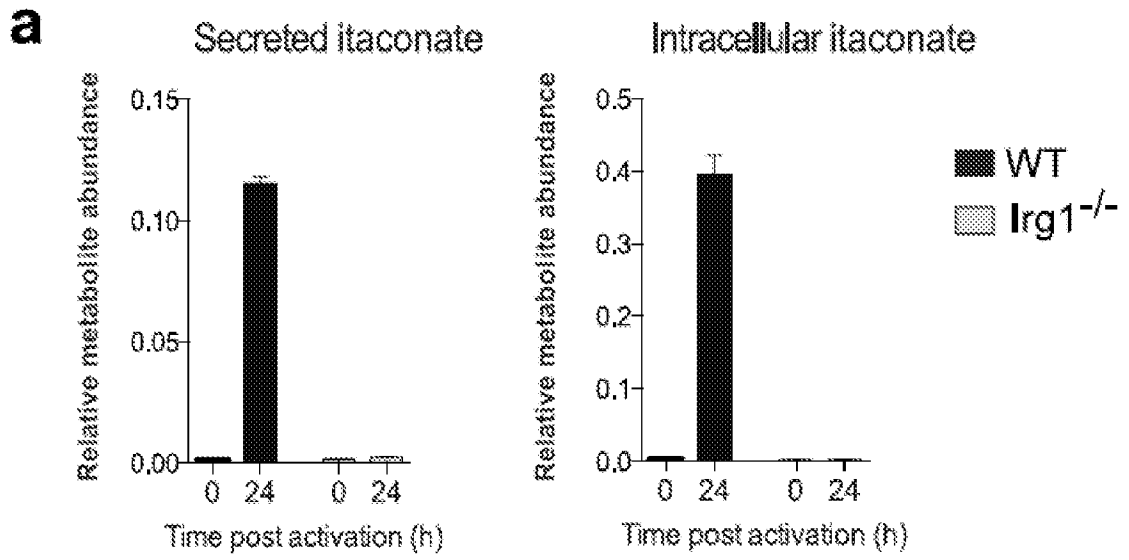 a
Secreted itaconate
Relative metabolite abundance
0.15
0.10
0.05
0.00
0 24 0 24
Time post activation (h)
Intracellular itaconate
Relative metabolite abundance
0.5
0.4
0.3
0.2
0.1
0.0
0 24 0 24
Time post activation (h)
WT
Irg1-/-